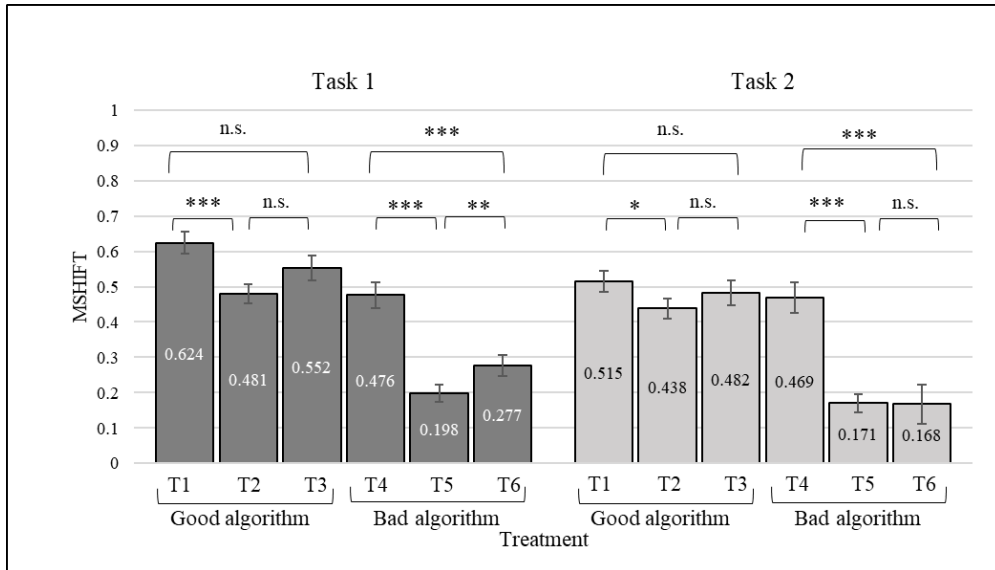 Task 1 Task 2
1
n.s. n.s.
0.9
*** ***
0.8
0.7
*** n.s. *** ** * n.s. *** n.s.
0.6
0.5
MSHIFT
0.4
0.3
0.2
0.1
0
0.624 0.481 0.552 0.476 0.198 0.277 0.515 0.438 0.482 0.469 0.171 0.168
T1 T2 T3 T4 T5 T6 T1 T2 T3 T4 T5 T6
Good algorithm Bad algorithm Good algorithm Bad algorithm
Treatment